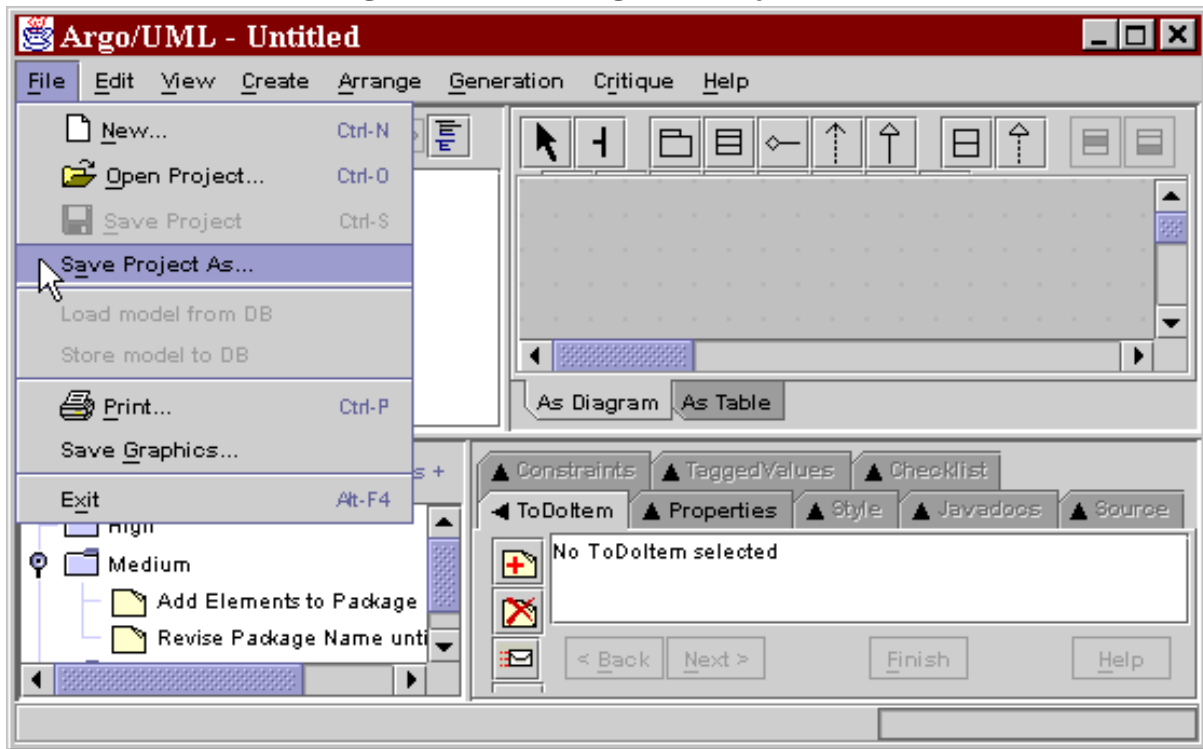 Argo/UML - Untitled
File Edit View Create Arrange Generation Critique Help
New... Ctrl-N
Open Project... Ctrl-O
Save Project Ctrl-S
Save Project As...
Load model from DB
Store model to DB
Print... Ctrl-P
Save Graphics...
Exit Alt-F4
As Diagram As Table
Constraints TaggedValues Checklist
ToDoItem Properties Style Javadocs Source
Medium
Add Elements to Package
Revise Package Name unti
No ToDoItem selected
< Back Next > Finish Help